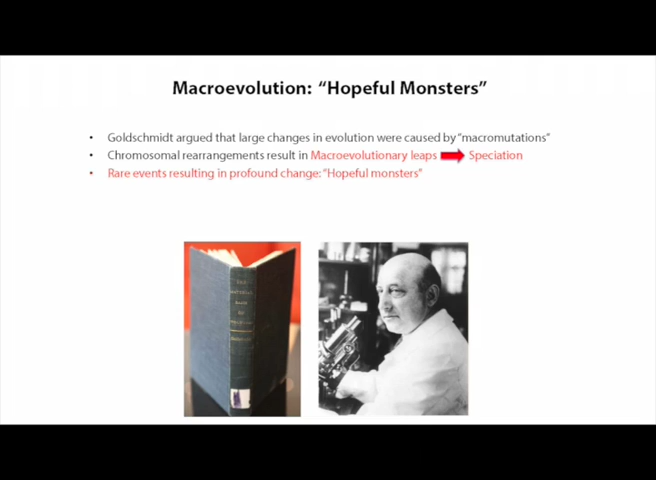 Macroevolution: “Hopeful Monsters”
• Goldschmidt argued that large changes in evolution were caused by “macromutations”
• Chromosomal rearrangements result in Macroevolutionary leaps Speciation
• Rare events resulting in profound change: “Hopeful monsters”